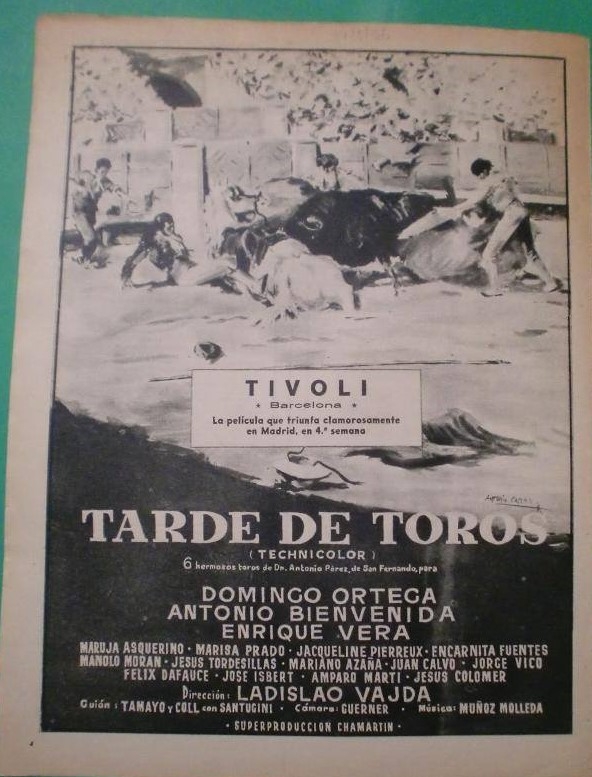 TIVOLI
★ Barcelona ★
La película que triunfa clamorosamente
en Madrid, en 4.ª semana
TARDE DE TOROS
(TECHNICOLOR)
6 hermosos toros de Dn. Antonio Pérez, de San Fernando, para
DOMINGO ORTEGA
ANTONIO BIENVENIDA
ENRIQUE VERA
MARUJA ASQUERINO · MARISA PRADO · JACQUELINE PIERREUX · ENCARNITA FUENTES
MANOLO MORAN · JESUS TORDESILLAS · MARIANO AZAÑA · JUAN CALVO · JORGE VICO
FELIX DAFAUCE · JOSE ISBERT · AMPARO MARTI · JESUS COLOMER
Dirección: LADISLAO VAJDA
Guión: TAMAYO y COLL con SANTUGINI · Cámara: GUERNER · Música: MUÑOZ MOLLEDA
· SUPERPRODUCCION CHAMARTIN ·